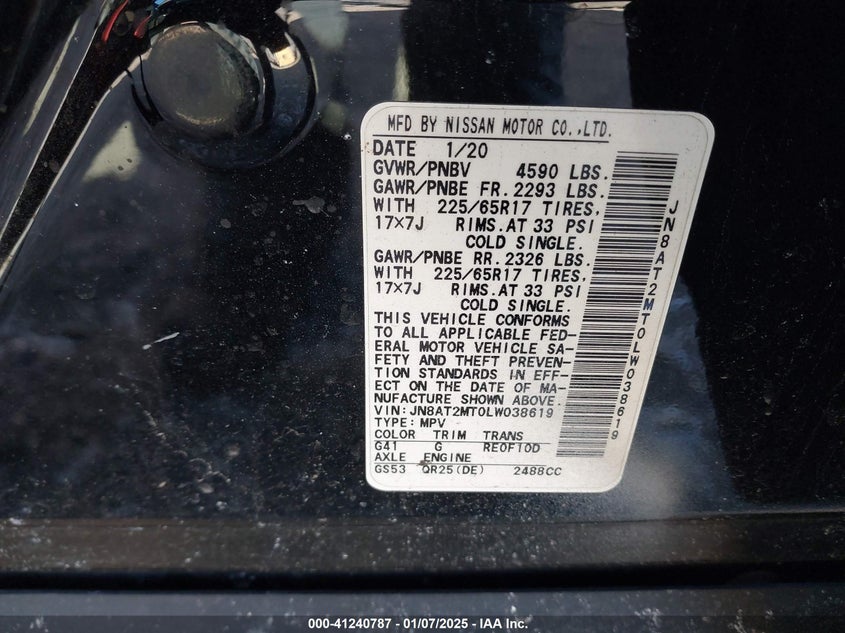 MFD BY NISSAN MOTOR CO.,LTD.
DATE 1/20
GVWR/PNBV 4590 LBS.
GAWR/PNBE FR.2293 LBS.
WITH 225/65R17 TIRES,
17×7J RIMS.AT 33 PSI
COLD SINGLE.
GAWR/PNBE RR.2326 LBS.
WITH 225/65R17 TIRES,
17×7J RIMS.AT 33 PSI
COLD SINGLE.
THIS VEHICLE CONFORMS
TO ALL APPLICABLE FED-
ERAL MOTOR VEHICLE SA-
FETY AND THEFT PREVEN-
TION STANDARDS IN EFF-
ECT ON THE DATE OF MA-
NUFACTURE SHOWN ABOVE.
VIN:JN8AT2MT0LW038619
TYPE:MPV
COLOR TRIM TRANS
G41 G RE0F10D
AXLE ENGINE
GS53 QR25(DE) 2488CC
JN8AT2MT0LW038619
000-41240787 - 01/07/2025 - IAA Inc.